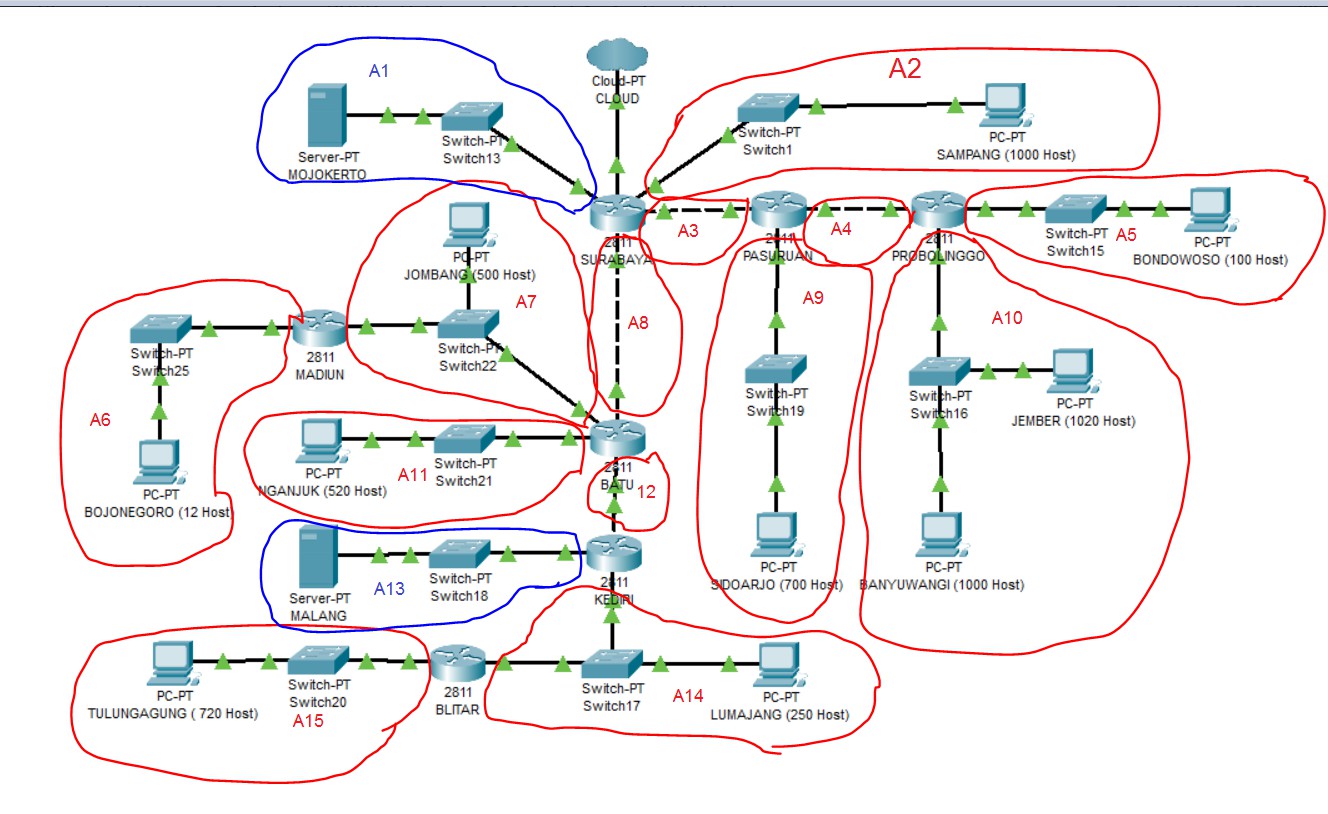 A1
Server-PT
MOJOKERTO
Switch-PT
Switch13
Cloud-PT
CLOUD
A2
Switch-PT
Switch1
PC-PT
SAMPANG (1000 Host)
2811
SURABAYA
A3
2811
PASURUAN
A4
2811
PROBOLINGGO
Switch-PT
Switch15
A5
PC-PT
BONDOWOSO (100 Host)
PC-PT
JOMBANG (500 Host)
A7
Switch-PT
Switch22
A8
A9
A10
Switch-PT
Switch25
2811
MADIUN
A6
PC-PT
BOJONEGORO (12 Host
Switch-PT
Switch19
Switch-PT
Switch16
PC-PT
JEMBER (1020 Host)
PC-PT
NGANJUK (520 Host)
A11
Switch-PT
Switch21
2811
BATU
12
Server-PT
MALANG
A13
Switch-PT
Switch18
2811
KEDIRI
PC-PT
SIDOARJO (700 Host)
PC-PT
BANYUWANGI (1000 Host)
PC-PT
TULUNGAGUNG ( 720 Host)
Switch-PT
Switch20
A15
2811
BLITAR
Switch-PT
Switch17
A14
PC-PT
LUMAJANG (250 Host)